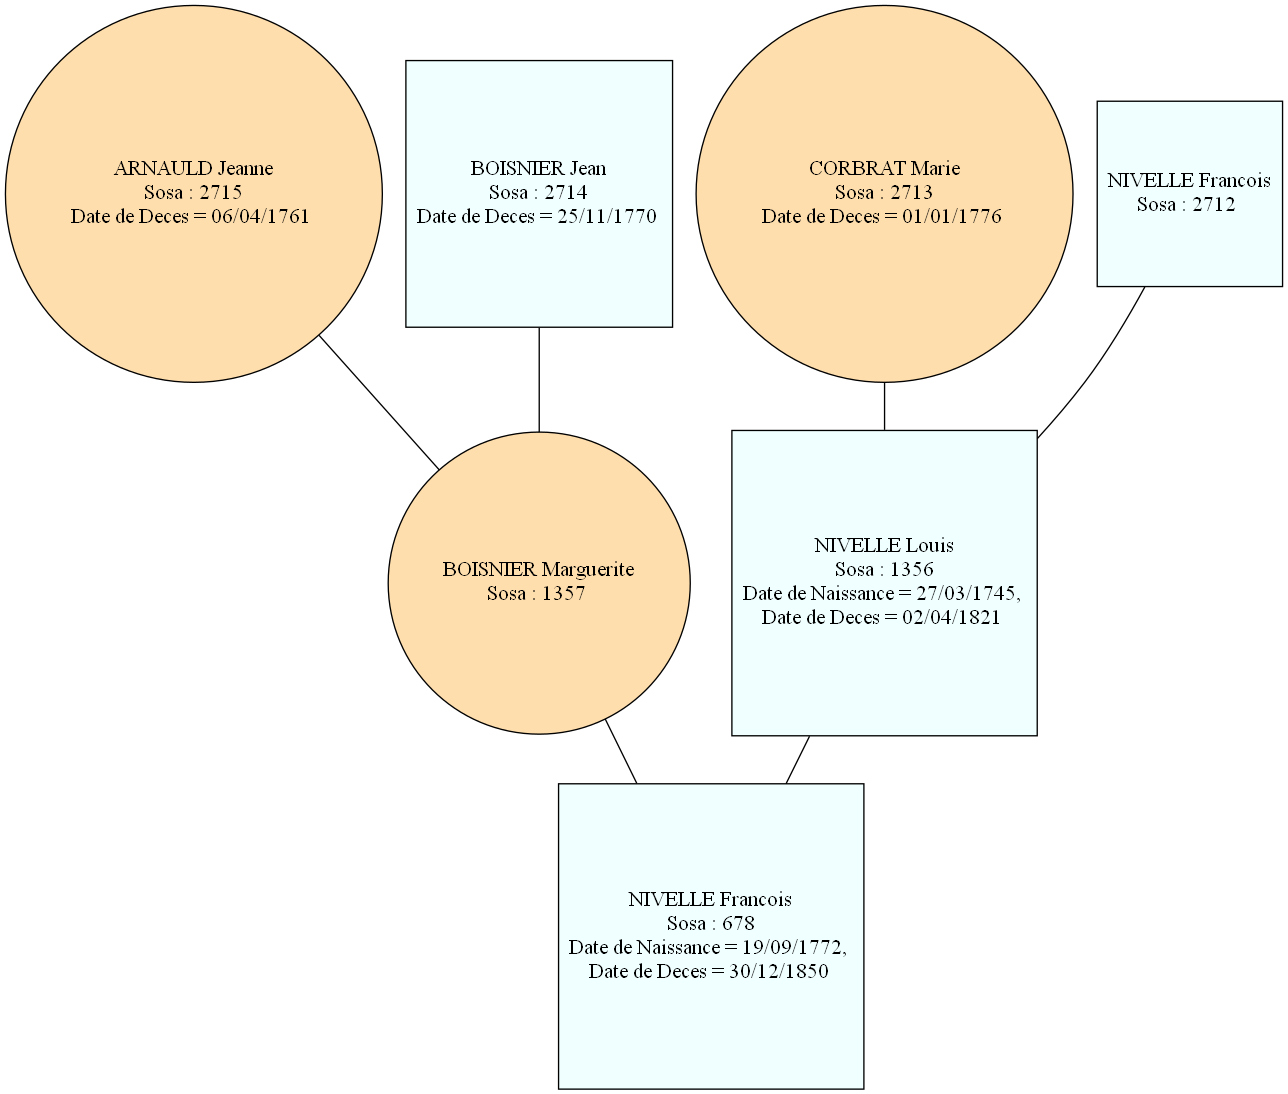 ARNAULD Jeanne
Sosa : 2715
Date de Deces = 06/04/1761
BOISNIER Jean
Sosa : 2714
Date de Deces = 25/11/1770
CORBRAT Marie
Sosa : 2713
Date de Deces = 01/01/1776
NIVELLE Francois
Sosa : 2712
BOISNIER Marguerite
Sosa : 1357
NIVELLE Louis
Sosa : 1356
Date de Naissance = 27/03/1745,
Date de Deces = 02/04/1821
NIVELLE Francois
Sosa : 678
Date de Naissance = 19/09/1772,
Date de Deces = 30/12/1850